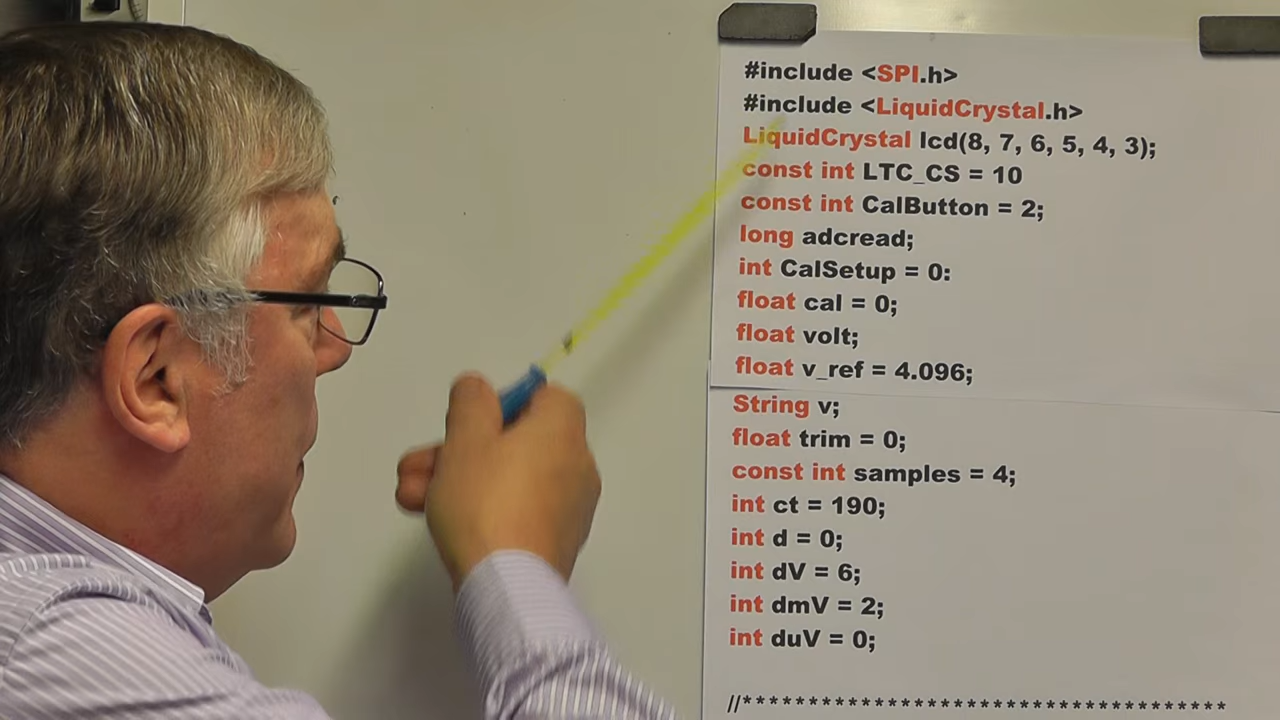 #include <SPI.h>
#include <LiquidCrystal.h>
LiquidCrystal lcd(8, 7, 6, 5, 4, 3);
const int LTC_CS = 10
const int CalButton = 2;
long adcread;
int CalSetup = 0:
float cal = 0;
float volt;
float v_ref = 4.096;
String v;
float trim = 0;
const int samples = 4;
int ct = 190;
int d = 0;
int dV = 6;
int dmV = 2;
int duV = 0;
//***********************************